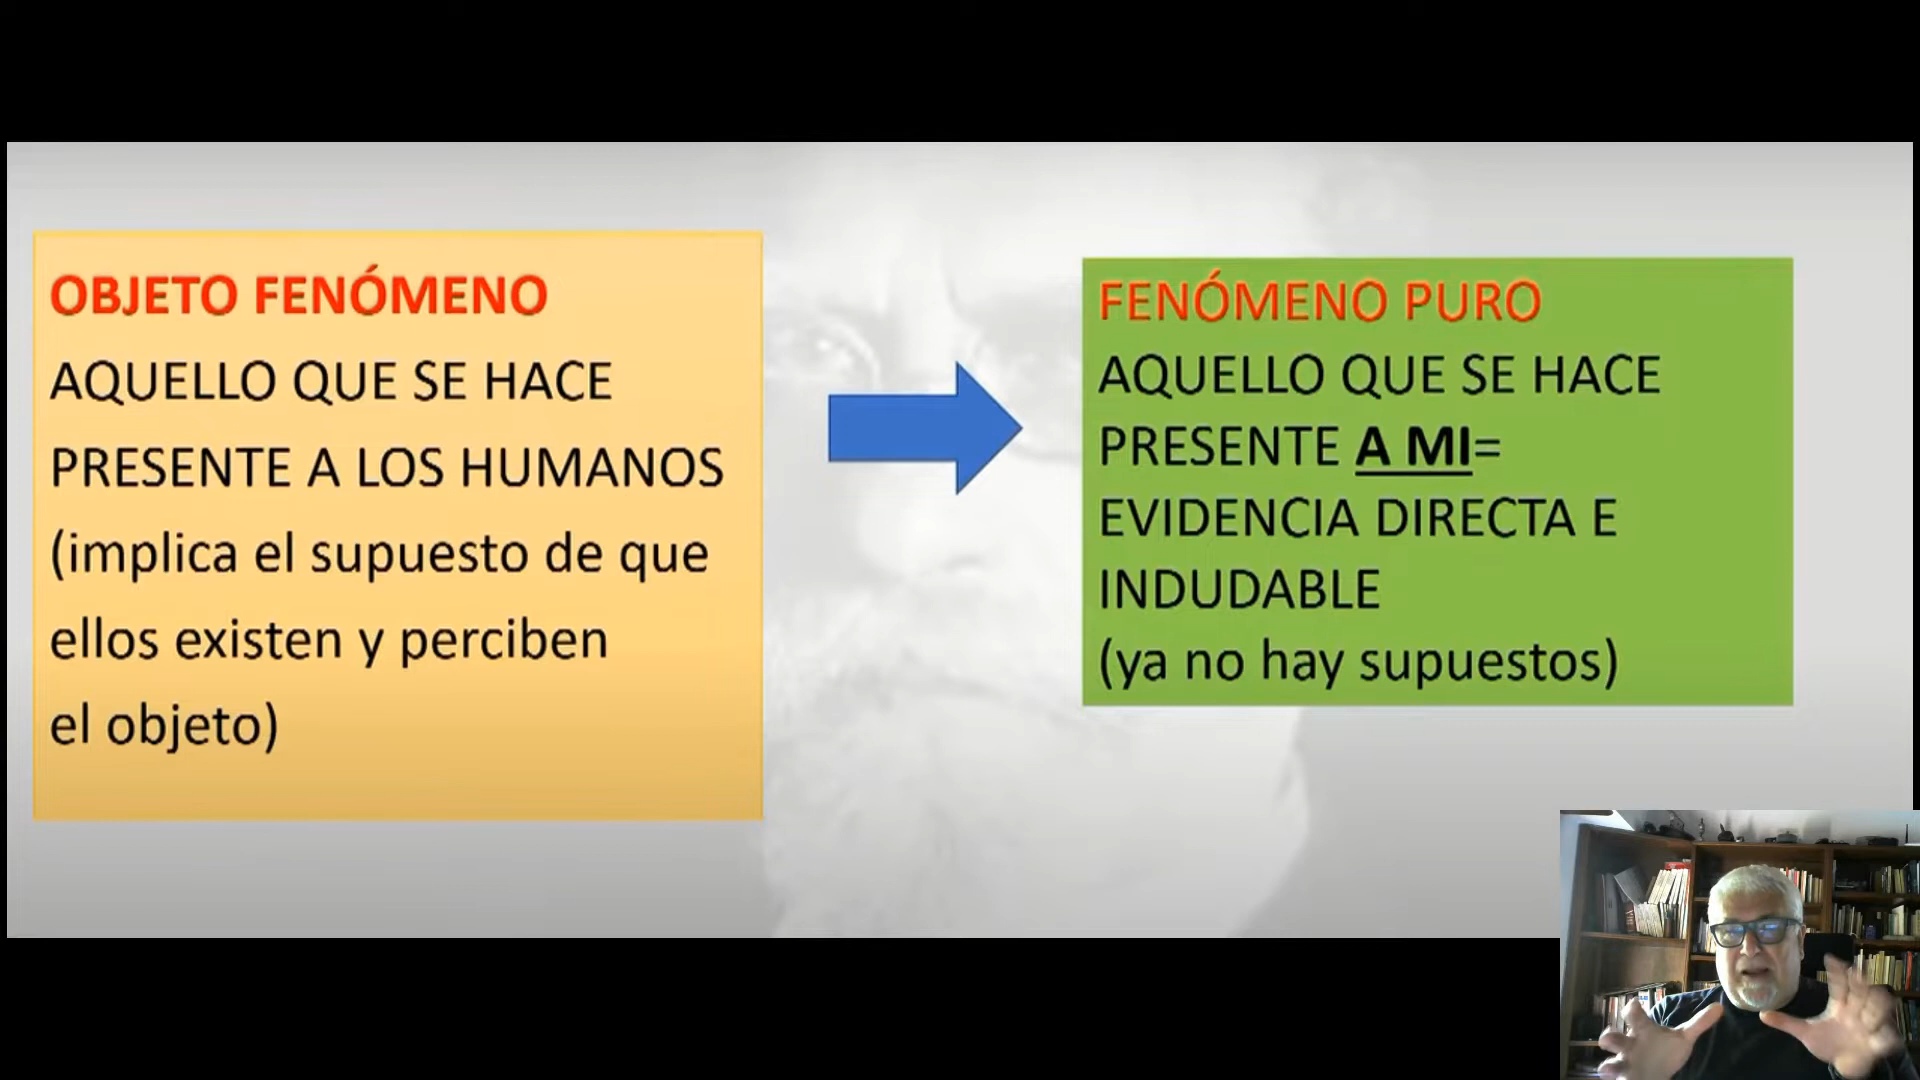 OBJETO FENÓMENO
AQUELLO QUE SE HACE
PRESENTE A LOS HUMANOS
(implica el supuesto de que
ellos existen y perciben
el objeto)
FENÓMENO PURO
AQUELLO QUE SE HACE
PRESENTE A MI=
EVIDENCIA DIRECTA E
INDUDABLE
(ya no hay supuestos)